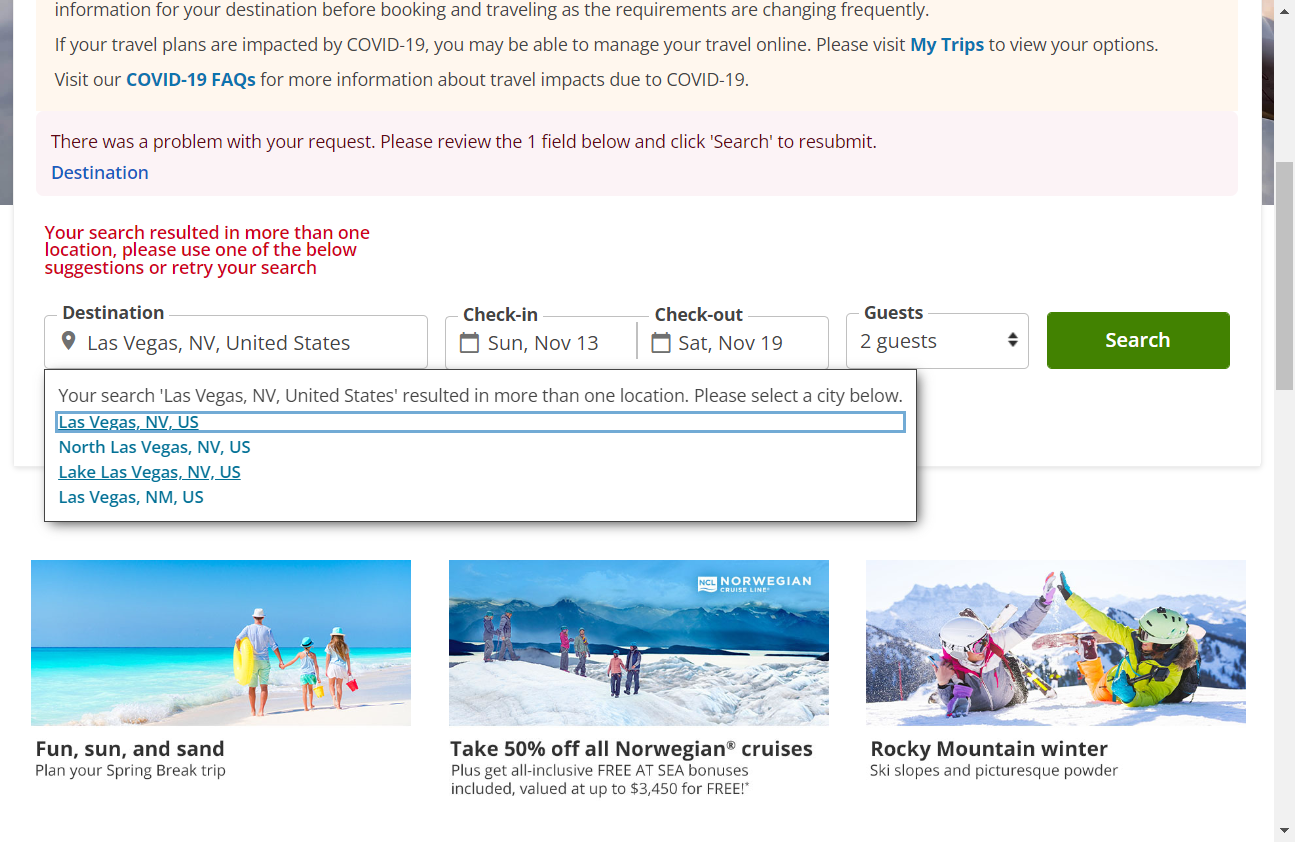 information for your destination before booking and traveling as the requirements are changing frequently.
If your travel plans are impacted by COVID-19, you may be able to manage your travel online. Please visit My Trips to view your options.
Visit our COVID-19 FAQs for more information about travel impacts due to COVID-19.
There was a problem with your request. Please review the 1 field below and click 'Search' to resubmit.
Destination
Your search resulted in more than one
location, please use one of the below
suggestions or retry your search
Destination
Check-in
Check-out
Guests
Las Vegas, NV, United States
Sun, Nov 13
Sat, Nov 19
2 guests
Search
Your search 'Las Vegas, NV, United States' resulted in more than one location. Please select a city below.
Las Vegas, NV, US
North Las Vegas, NV, US
Lake Las Vegas, NV, US
Las Vegas, NM, US
NCL NORWEGIAN
CRUISE LINE®
Fun, sun, and sand
Plan your Spring Break trip
Take 50% off all Norwegian® cruises
Plus get all-inclusive FREE AT SEA bonuses
included, valued at up to $3,450 for FREE!*
Rocky Mountain winter
Ski slopes and picturesque powder